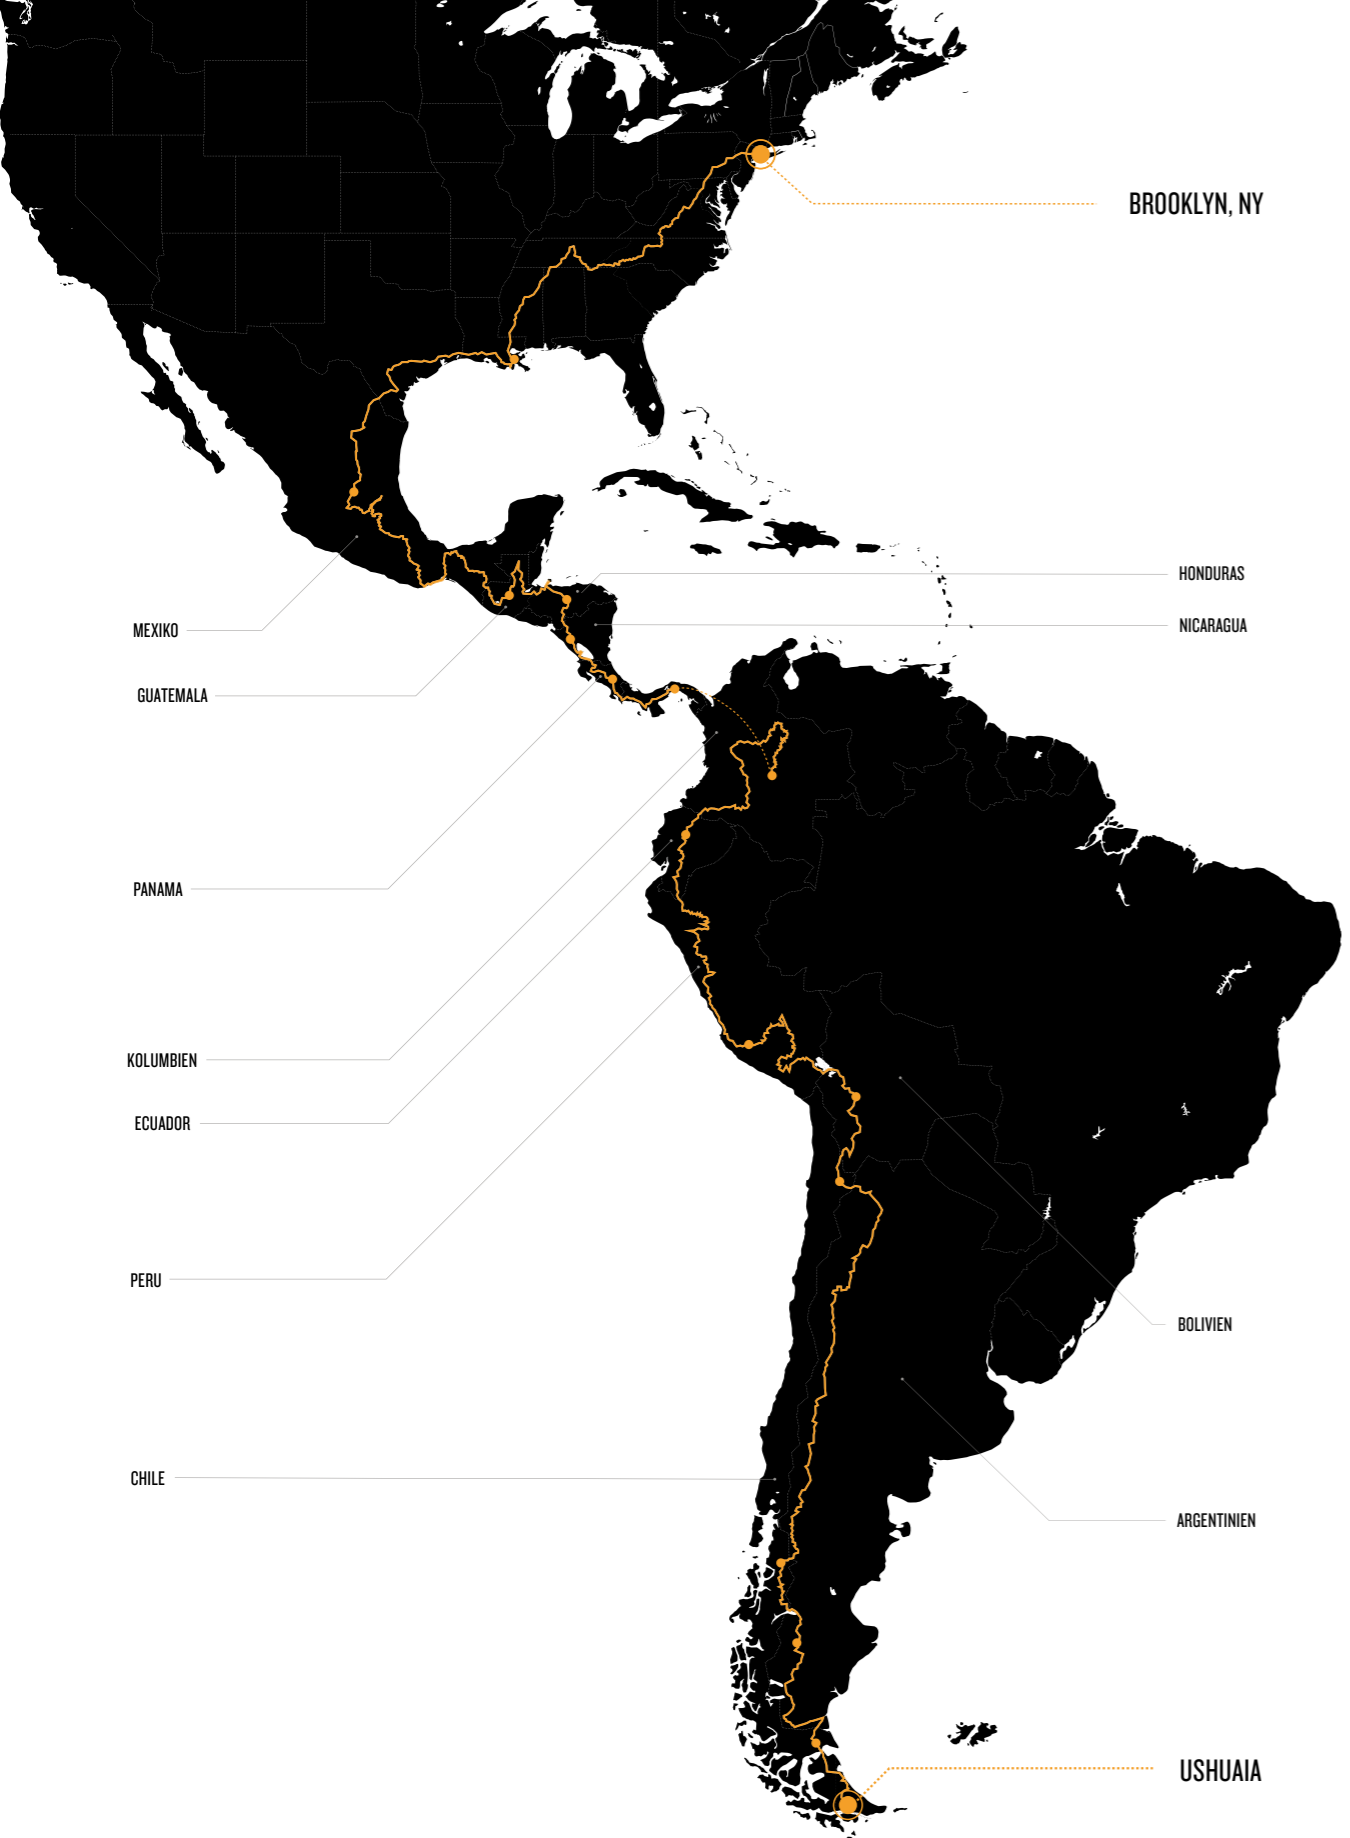 BROOKLYN, NY
HONDURAS
NICARAGUA
MEXIKO
GUATEMALA
PANAMA
KOLUMBIEN
ECUADOR
PERU
BOLIVIEN
CHILE
ARGENTINIEN
USHUAIA